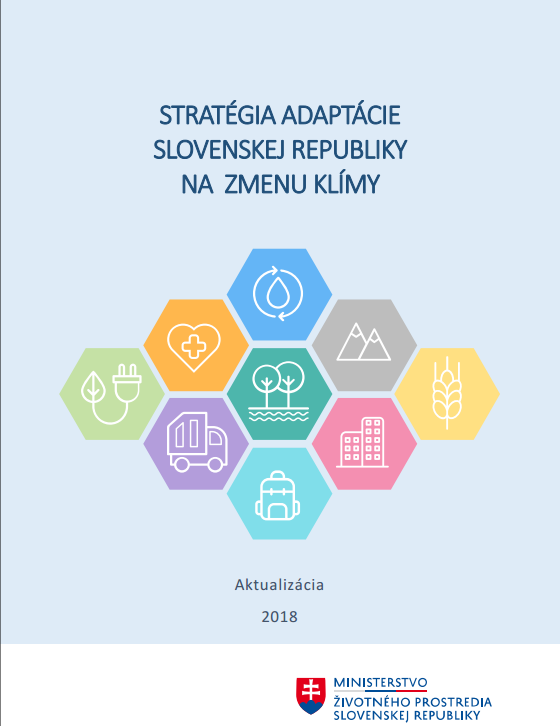 STRATÉGIA ADAPTÁCIE
SLOVENSKEJ REPUBLIKY
NA ZMENU KLÍMY
Aktualizácia
2018
MINISTERSTVO
ŽIVOTNÉHO PROSTREDIA
SLOVENSKEJ REPUBLIKY